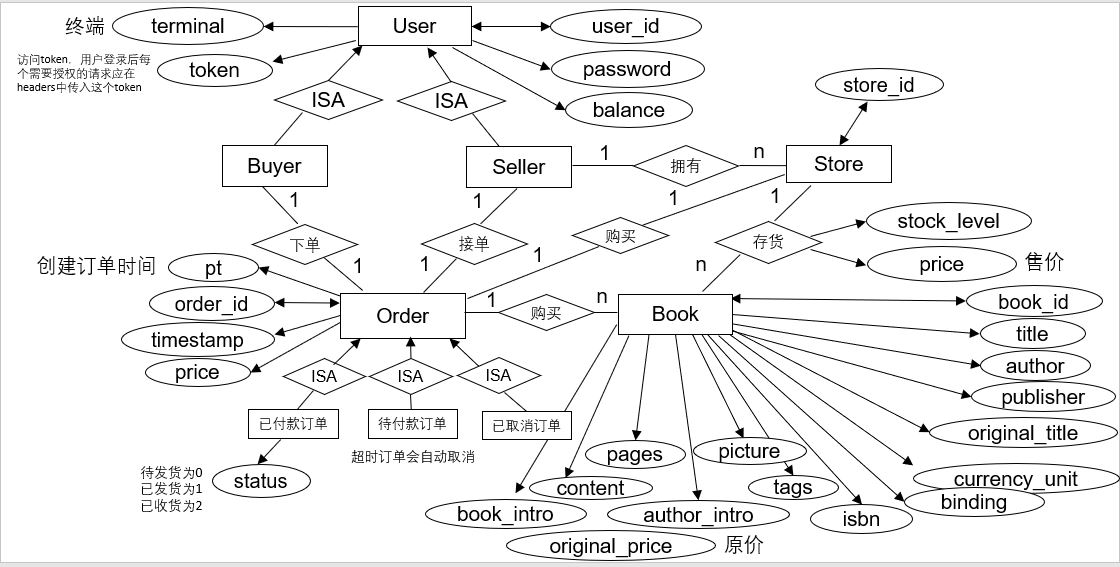 终端
terminal
User
user_id
访问token，用户登录后每
个需要授权的请求应在
headers中传入这个token
token
password
balance
ISA
ISA
store_id
Buyer
Seller
1
拥有
n
Store
1
1
1
1
下单
接单
购买
存货
stock_level
1
1
1
n
price
售价
创建订单时间
pt
order_id
timestamp
price
Order
1
购买
n
Book
book_id
title
author
publisher
original_title
currency_unit
binding
ISA
ISA
ISA
已付款订单
待付款订单
已取消订单
超时订单会自动取消
待发货为0
已发货为1
已收货为2
status
pages
picture
content
tags
book_intro
author_intro
isbn
original_price
原价